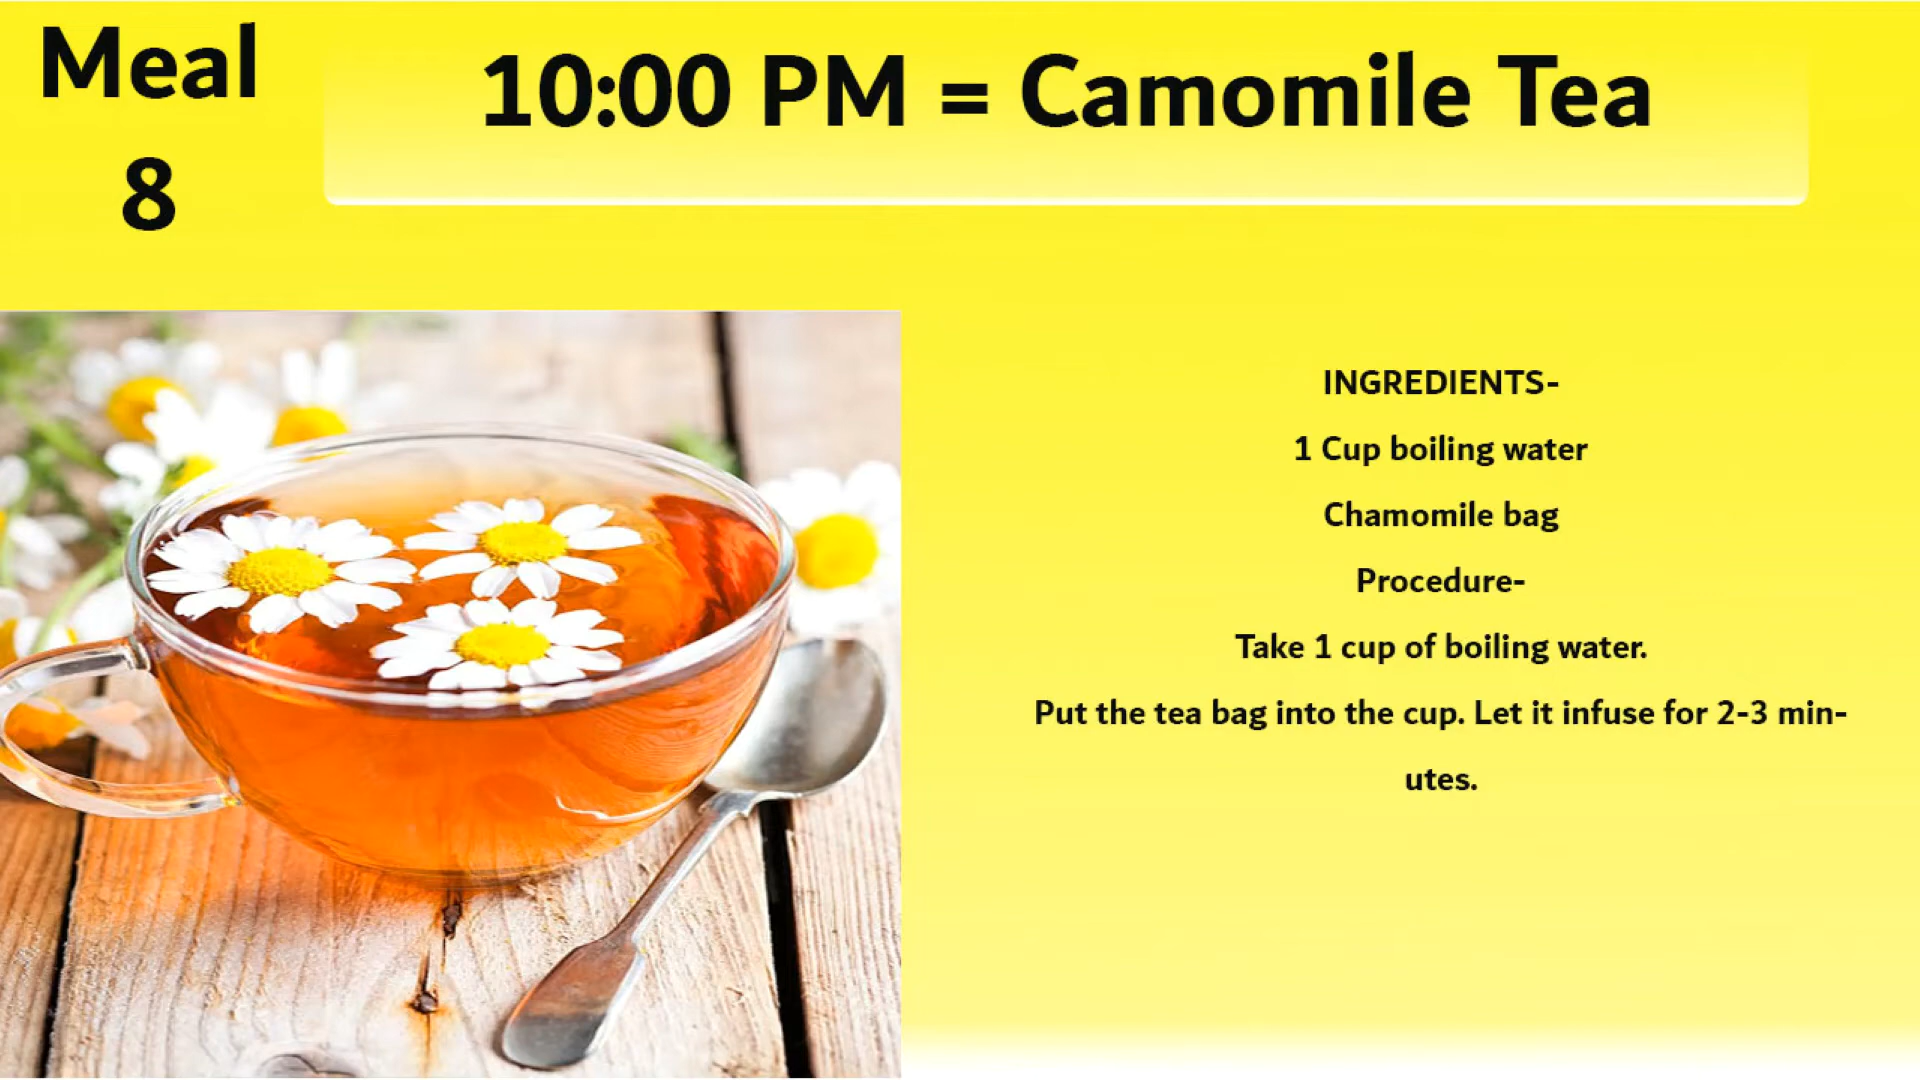 Meal
8
10:00 PM = Camomile Tea
INGREDIENTS-
1 Cup boiling water
Chamomile bag
Procedure-
Take 1 cup of boiling water.
Put the tea bag into the cup. Let it infuse for 2-3 min-
utes.